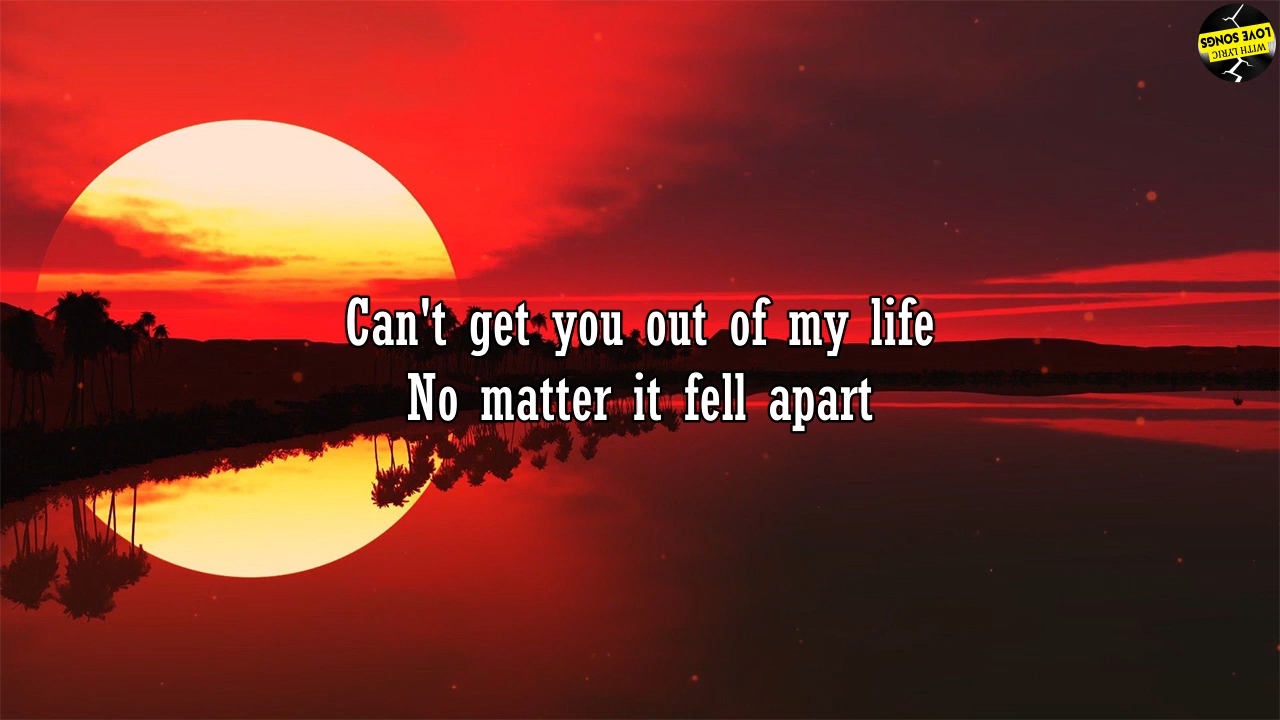 LOVE SONGS
WITH LYRIC
Can't get you out of my life
No matter it fell apart